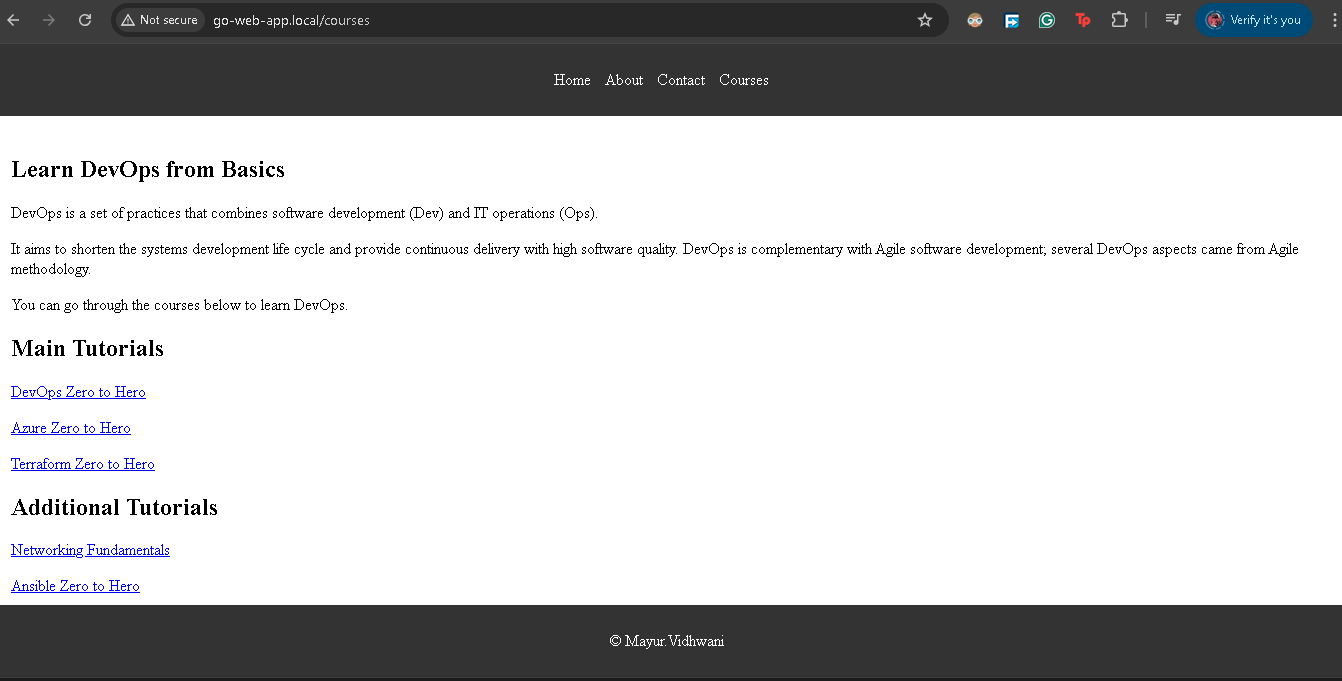 Not secure go-web-app.local/courses Verify it's you
Home About Contact Courses
Learn DevOps from Basics
DevOps is a set of practices that combines software development (Dev) and IT operations (Ops).
It aims to shorten the systems development life cycle and provide continuous delivery with high software quality. DevOps is complementary with Agile software development; several DevOps aspects came from Agile
methodology.
You can go through the courses below to learn DevOps.
Main Tutorials
DevOps Zero to Hero
Azure Zero to Hero
Terraform Zero to Hero
Additional Tutorials
Networking Fundamentals
Ansible Zero to Hero
© Mayur.Vidhwani